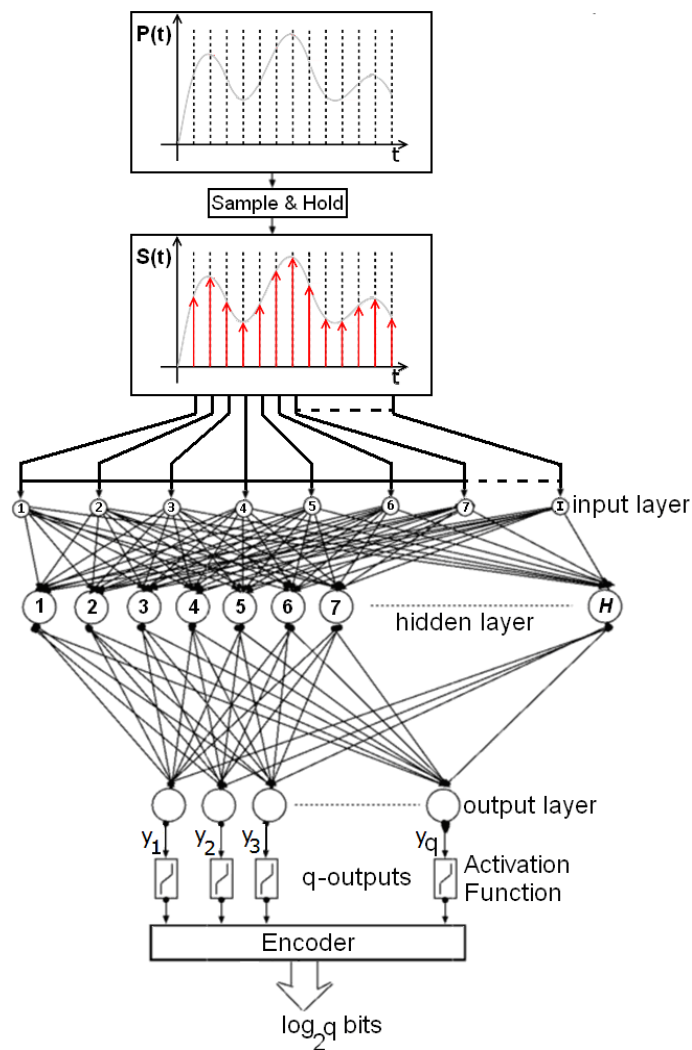 P(t)
t
Sample & Hold
S(t)
t
1 2 3 4 5 6 7 I input layer
1 2 3 4 5 6 7 H
hidden layer
output layer
y1 y2 y3 yq
q-outputs
Activation
Function
Encoder
log2q bits